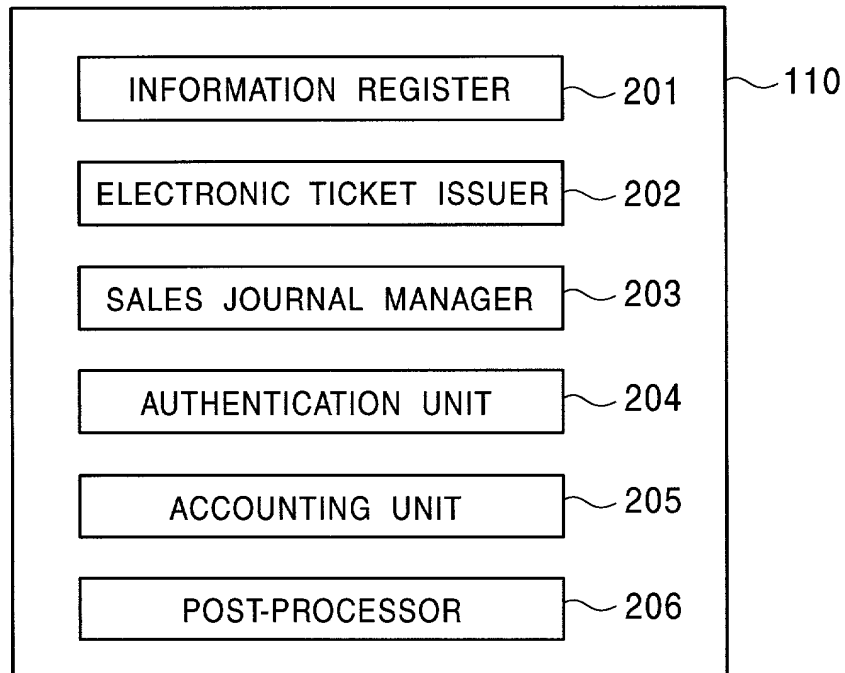 INFORMATION REGISTER 201 110
ELECTRONIC TICKET ISSUER 202
SALES JOURNAL MANAGER 203
AUTHENTICATION UNIT 204
ACCOUNTING UNIT 205
POST-PROCESSOR 206